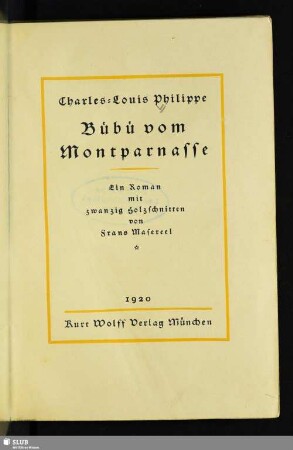 Charles-Louis Philippe
Bübü vom
Montparnasse
Ein Roman
mit
zwanzig Holzschnitten
von
Frans Masereel
1920
Kurt Wolff Verlag München
SLUB